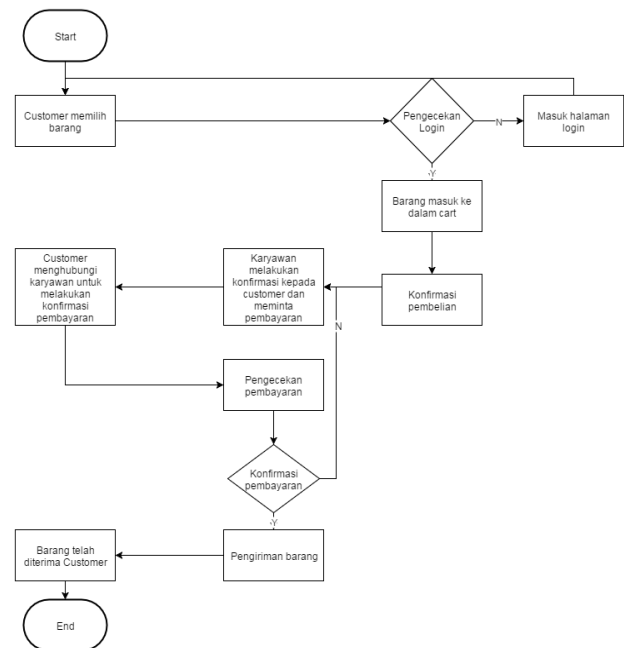 Start
Customer memilih
barang
Pengecekan
Login
N
Masuk halaman
login
Y
Barang masuk ke
dalam cart
Customer
menghubungi
karyawan untuk
melakukan
konfirmasi
pembayaran
Karyawan
melakukan
konfirmasi kepada
customer dan
meminta
pembayaran
Konfirmasi
pembelian
N
Pengecekan
pembayaran
Konfirmasi
pembayaran
Y
Barang telah
diterima Customer
Pengiriman barang
End